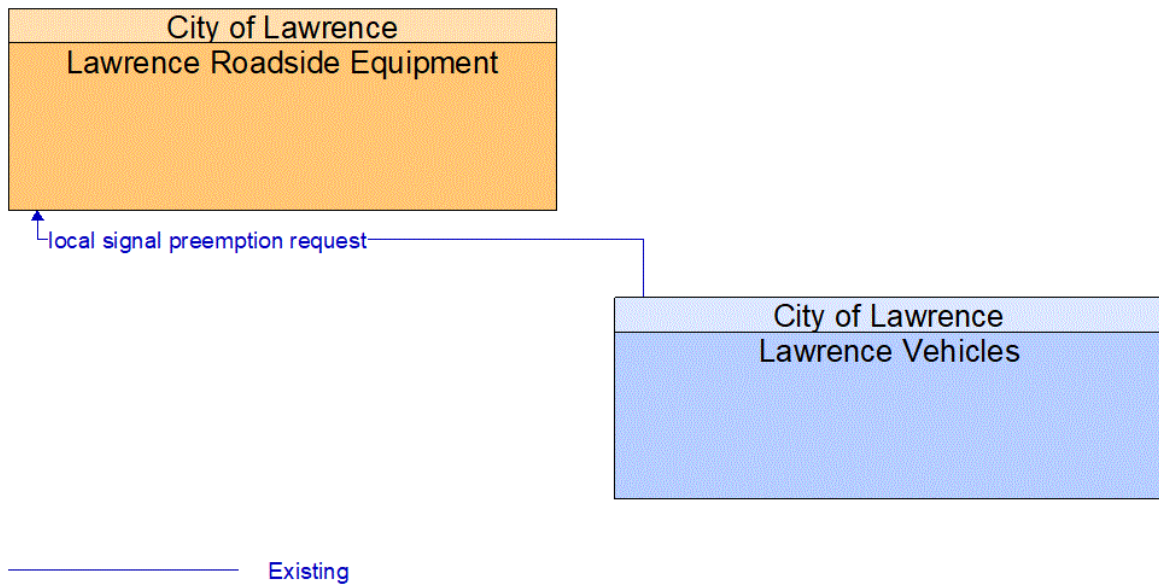 City of Lawrence
Lawrence Roadside Equipment
local signal preemption request
City of Lawrence
Lawrence Vehicles
Existing